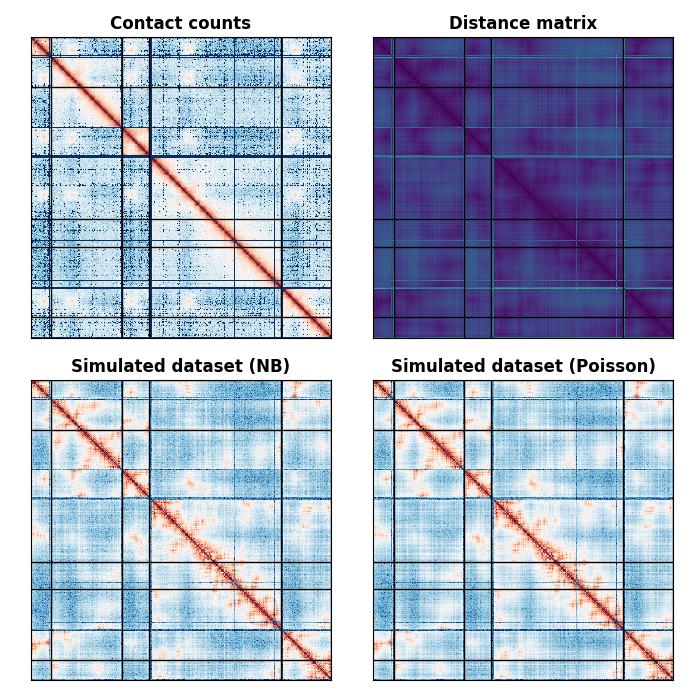 Contact counts
Distance matrix
Simulated dataset (NB)
Simulated dataset (Poisson)